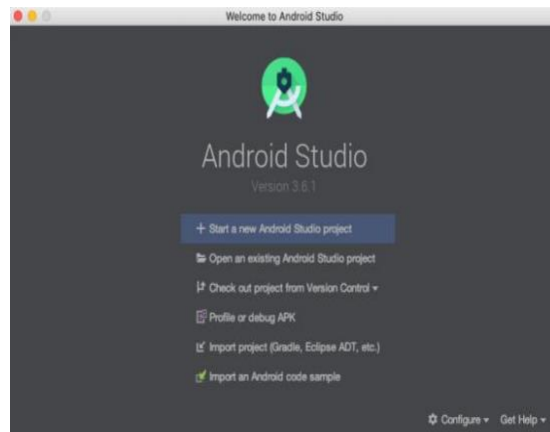 Welcome to Android Studio
Android Studio
Version 3.6.1
Start a new Android Studio project
Open an existing Android Studio project
Check out project from Version Control
Profile or debug APK
Import project (Gradle, Eclipse ADT, etc.)
Import an Android code sample
Configure Get Help